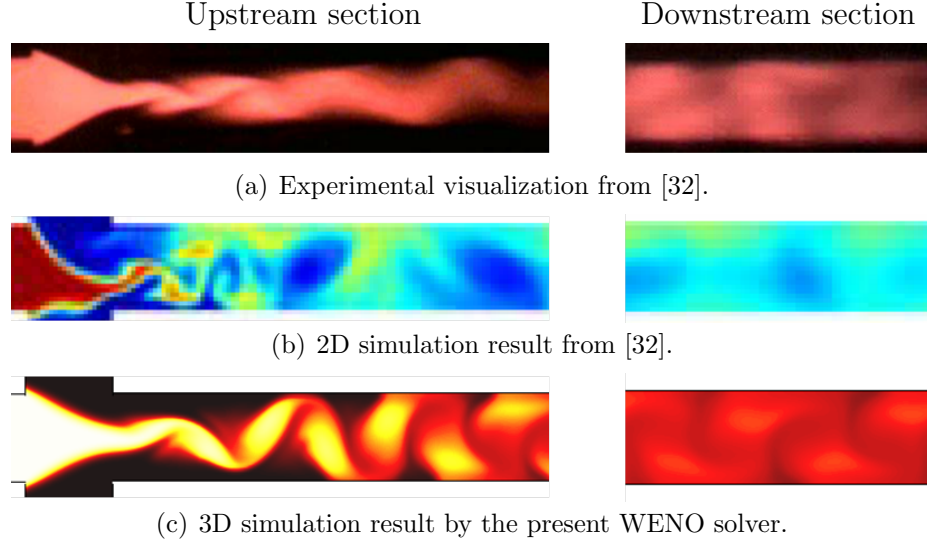 Upstream section
Downstream section
(a) Experimental visualization from [32].
(b) 2D simulation result from [32].
(c) 3D simulation result by the present WENO solver.